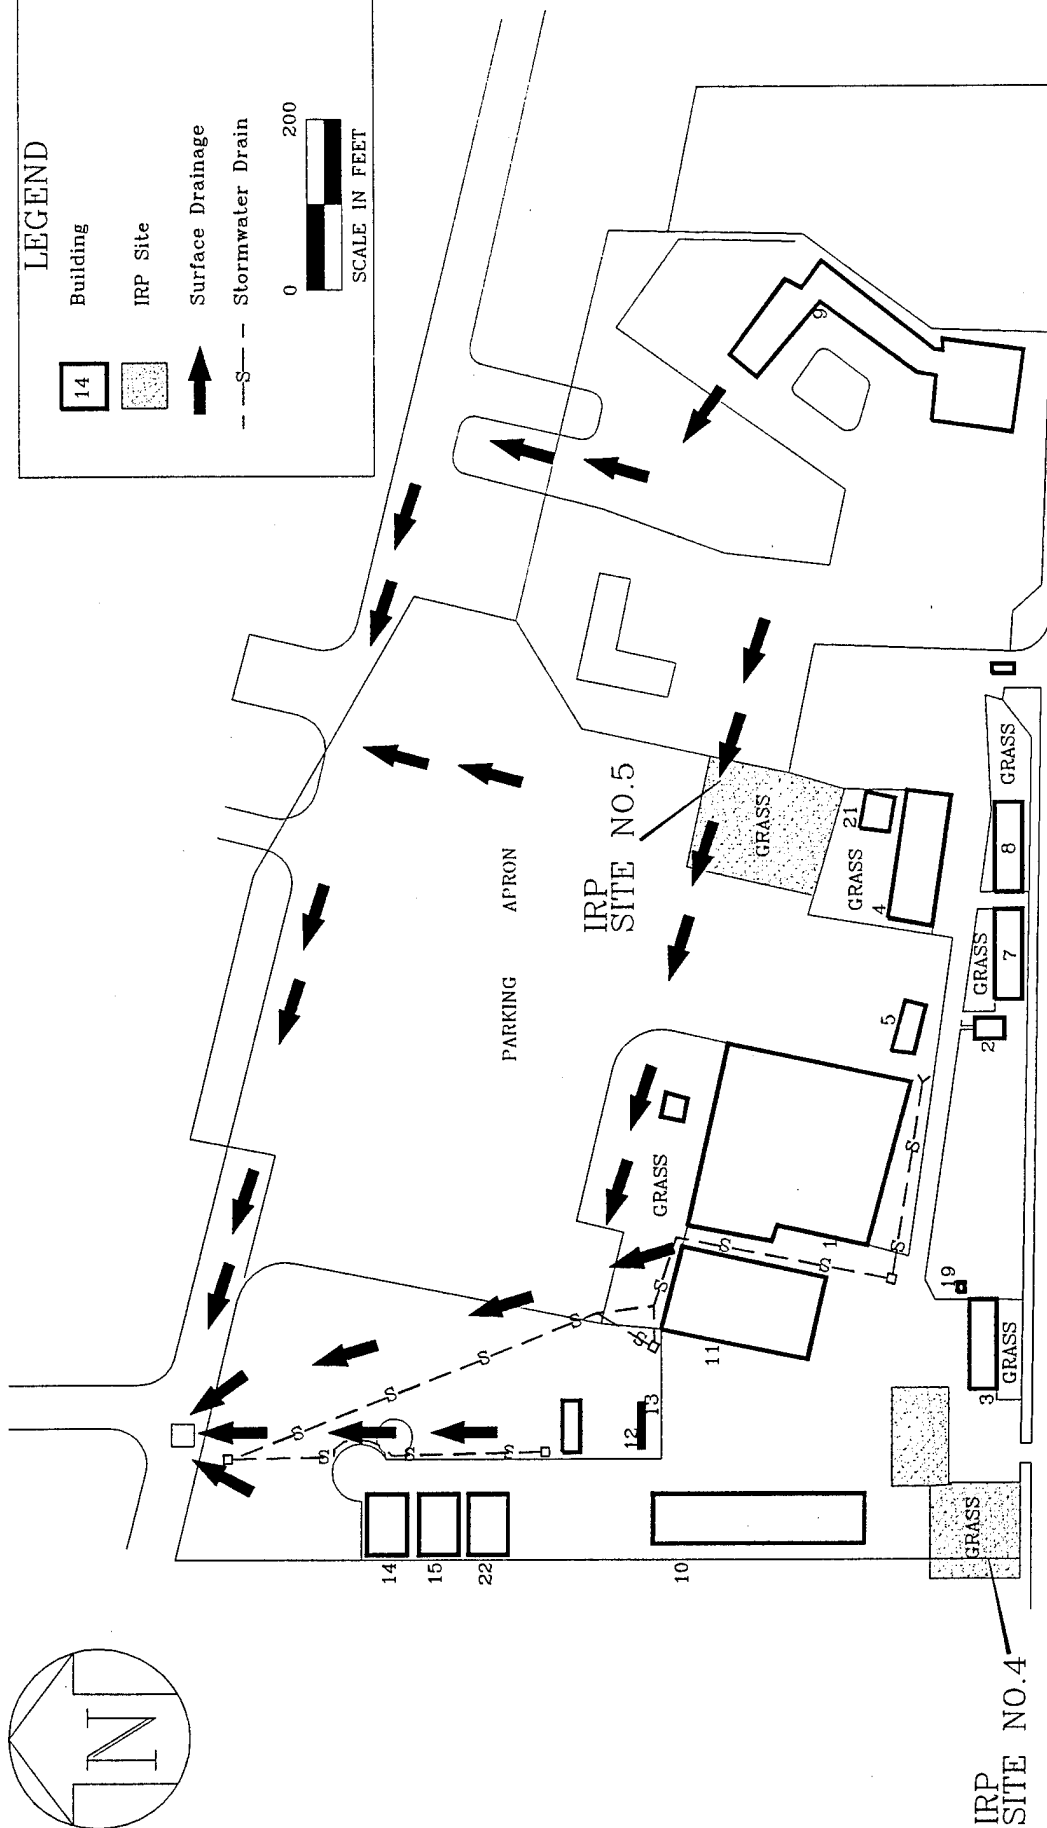 LEGEND
14
Building
IRP Site
Surface Drainage
S
Stormwater Drain
0
200
SCALE IN FEET
N
14
15
22
10
12
13
11
S
S
S
S
S
S
S
S
S
S
S
S
S
PARKING APRON
GRASS
1
5
IRP
SITE NO.5
GRASS
GRASS
21
4
9
19
3
GRASS
2
GRASS
7
8
GRASS
GRASS
IRP
SITE NO.4